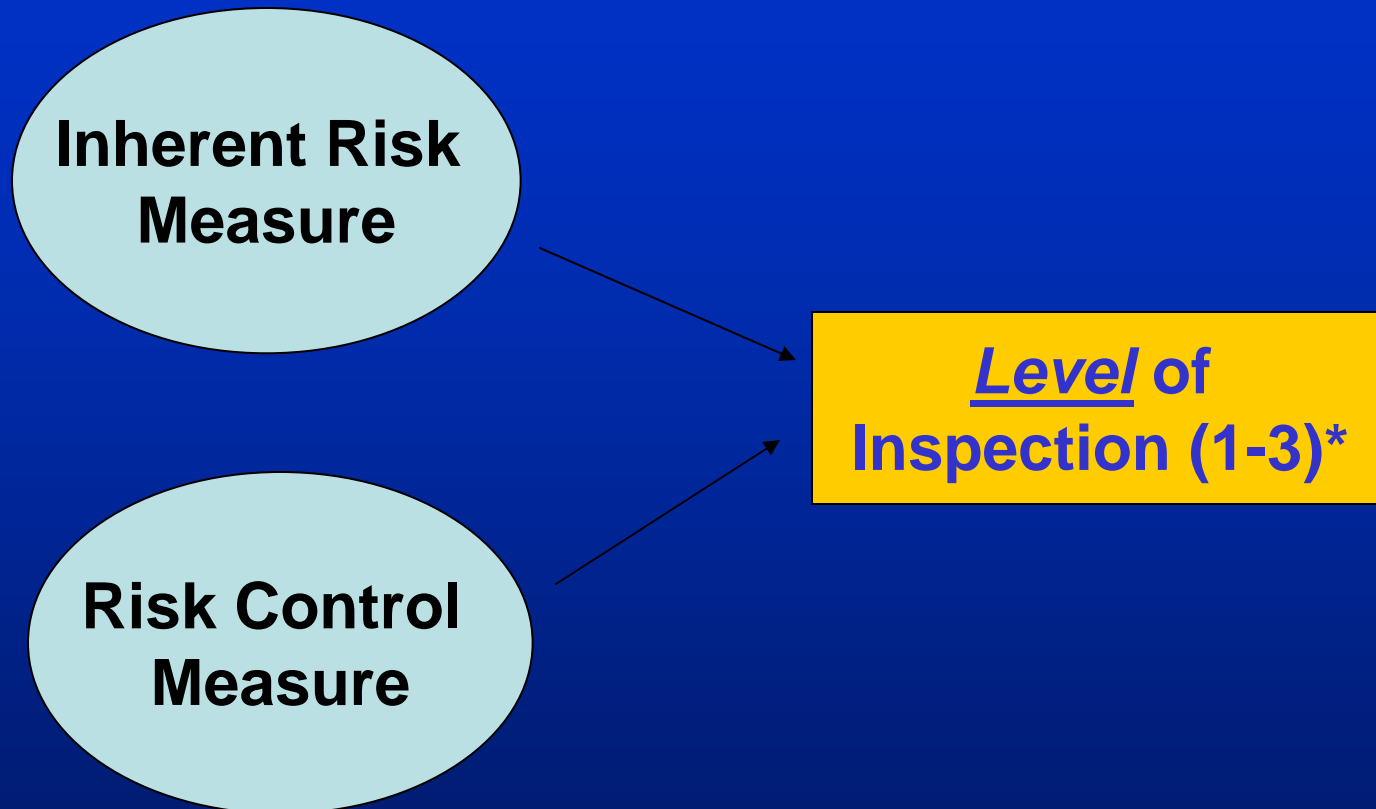 Inherent Risk
Measure
Level of
Inspection (1-3)*
Risk Control
Measure